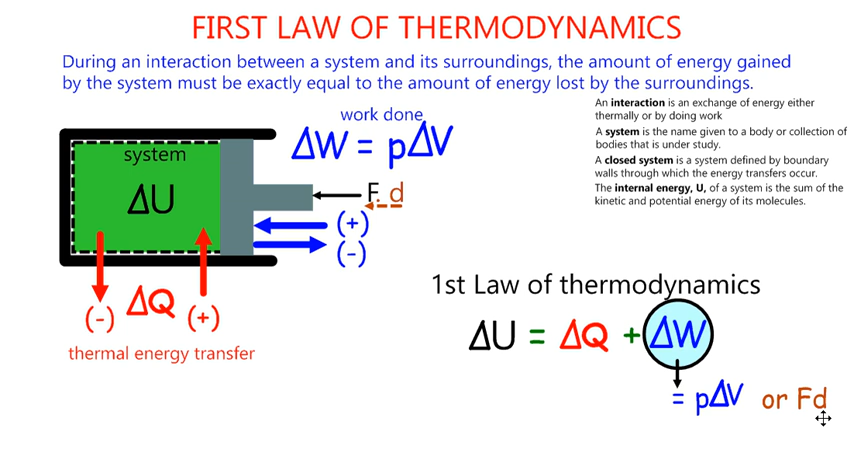 FIRST LAW OF THERMODYNAMICS
During an interaction between a system and its surroundings, the amount of energy gained
by the system must be exactly equal to the amount of energy lost by the surroundings.
An interaction is an exchange of energy either
thermally or by doing work
A system is the name given to a body or collection of
bodies that is under study.
A closed system is a system defined by boundary
walls through which the energy transfers occur.
The internal energy, U, of a system is the sum of the
kinetic and potential energy of its molecules.
work done
ΔW = pΔV
system
ΔU
F. d
(+)
(-)
(-) ΔQ (+)
thermal energy transfer
1st Law of thermodynamics
ΔU = ΔQ + ΔW
= pΔV or Fd